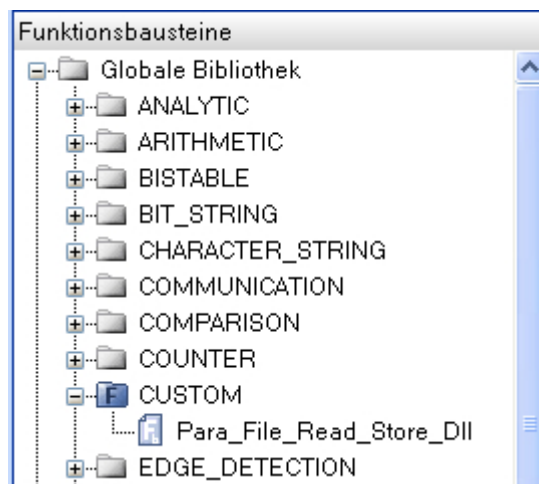 Funktionsbausteine
Globale Bibliothek
ANALYTIC
ARITHMETIC
BISTABLE
BIT_STRING
CHARACTER_STRING
COMMUNICATION
COMPARISON
COUNTER
F CUSTOM
Para_File_Read_Store_Dll
EDGE_DETECTION